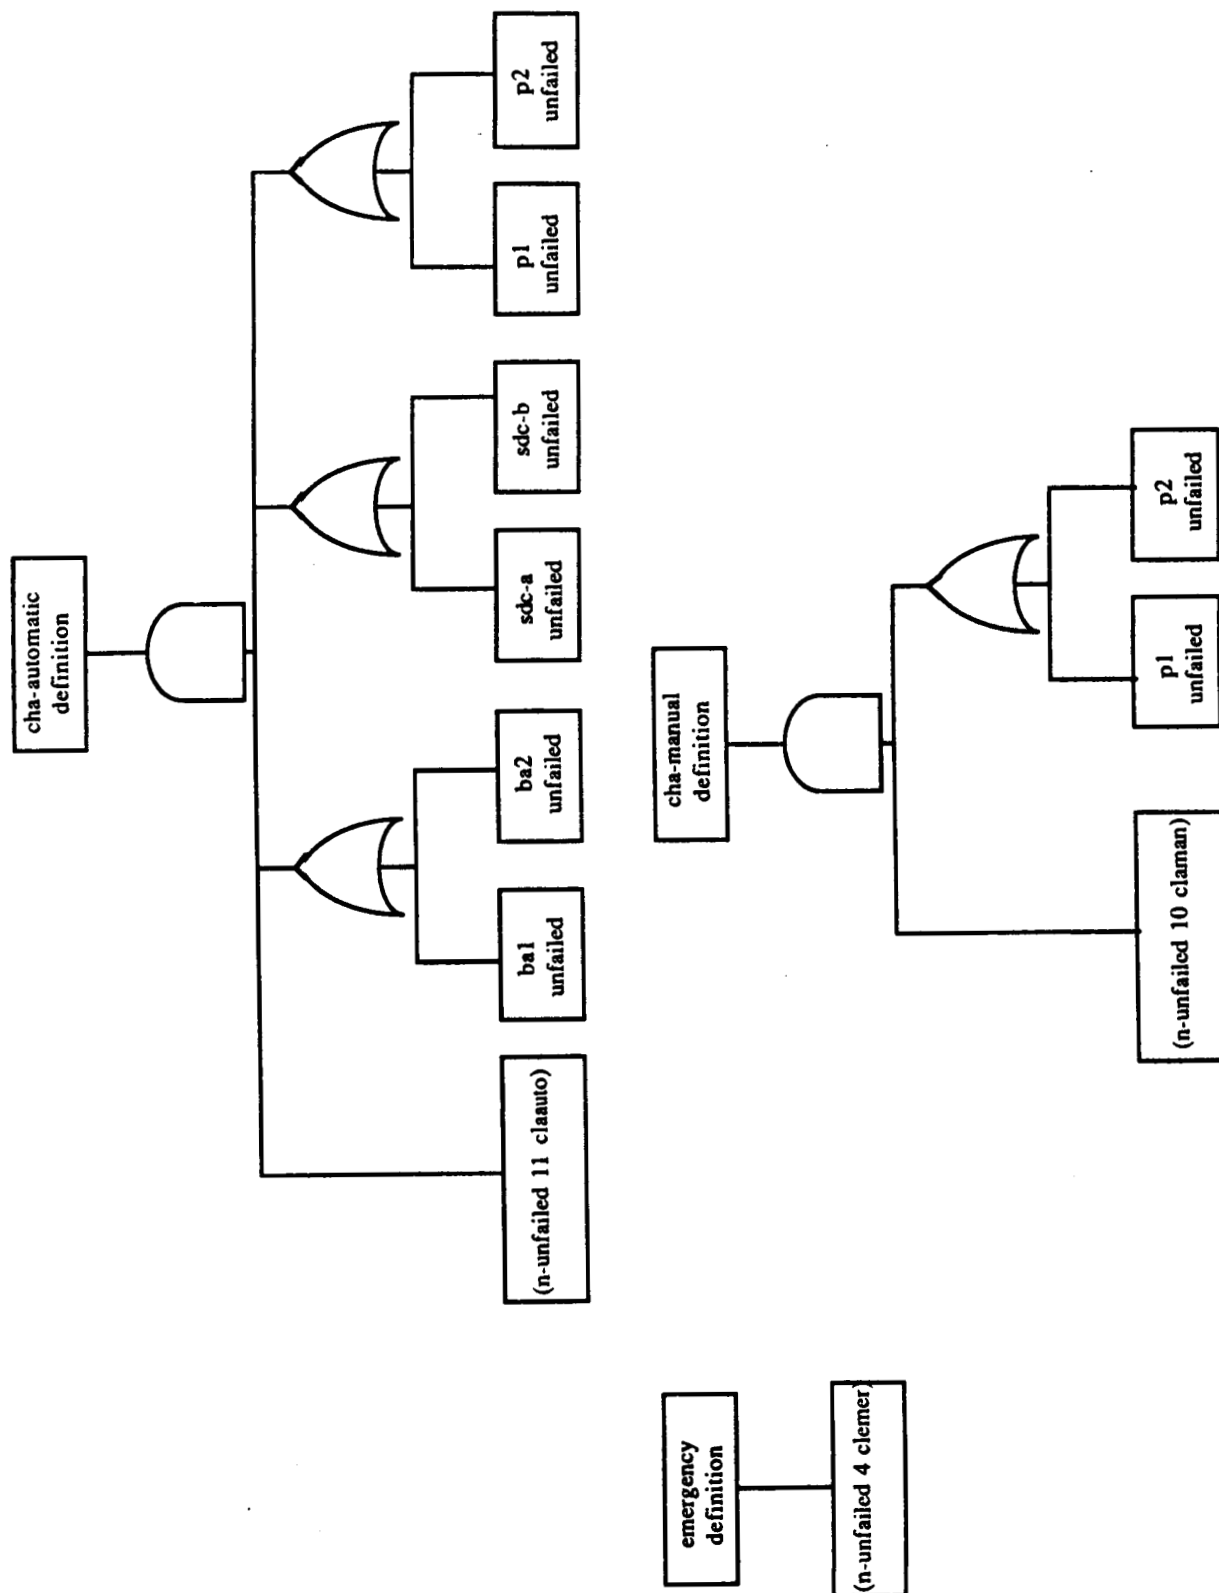 cha-automatic
definition
(n-unfailed 11 claauto)
ba1
unfailed
ba2
unfailed
sdc-a
unfailed
sdc-b
unfailed
p1
unfailed
p2
unfailed
emergency
definition
(n-unfailed 4 clemer)
cha-manual
definition
(n-unfailed 10 claman)
p1
unfailed
p2
unfailed